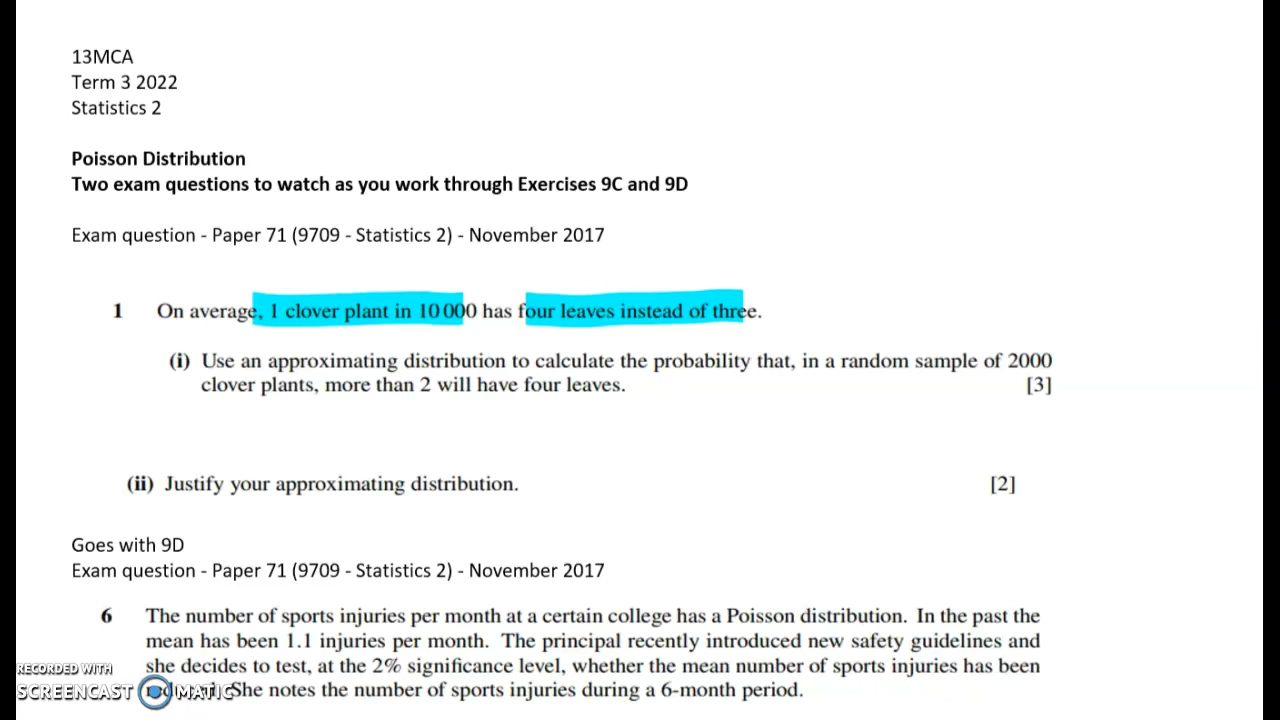 13MCA
Term 3 2022
Statistics 2
Poisson Distribution
Two exam questions to watch as you work through Exercises 9C and 9D
Exam question - Paper 71 (9709 - Statistics 2) - November 2017
1 On average, 1 clover plant in 10 000 has four leaves instead of three.
(i) Use an approximating distribution to calculate the probability that, in a random sample of 2000
clover plants, more than 2 will have four leaves. [3]
(ii) Justify your approximating distribution. [2]
Goes with 9D
Exam question - Paper 71 (9709 - Statistics 2) - November 2017
6 The number of sports injuries per month at a certain college has a Poisson distribution. In the past the
mean has been 1.1 injuries per month. The principal recently introduced new safety guidelines and
she decides to test, at the 2% significance level, whether the mean number of sports injuries has been
She notes the number of sports injuries during a 6-month period.
RECORDED WITH
SCREENCAST MATIC